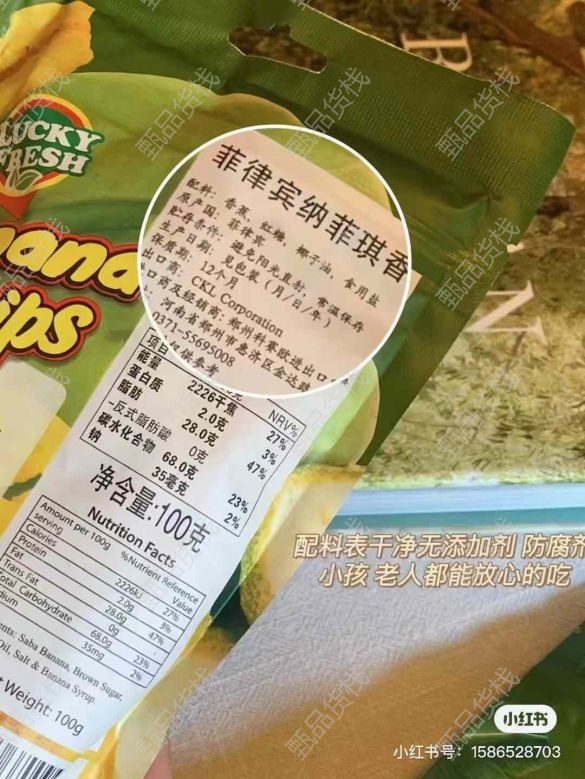 LUCKY
FRESH
菲律宾纳菲琪香
配料：香蕉、红糖、椰子油、食用盐
原产国：菲律宾
贮存条件：避免阳光直射，常温保存
生产日期：见包装（月/日/年）
保质期：12个月
出口商：CKL Corporation
口商及经销商：郑州科赛欧进出口
河南省郑州市惠济区金达路
0371-55695008
仅供参考
项目
NRV%
能量 2226千焦 27%
蛋白质 2.0克 3%
脂肪 28.0克 47%
-反式脂肪酸 0克
碳水化合物 68.0克 23%
钠 35毫克 2%
净含量:100克
Nutrition Facts
Amount per 100g %Nutrient Reference
serving Value
Calories 2226kJ 27%
Protein 2.0g 3%
Fat 28.0g 47%
Trans Fat 0g
Total Carbohydrate 68.0g 23%
dium 35mg 2%
ents: Saba Banana, Brown Sugar,
Oil, Salt & Banana Syrup.
t Weight: 100g
配料表干净无添加剂 防腐剂
小孩 老人都能放心的吃
小红书
小红书号：1586528703
甄品货栈